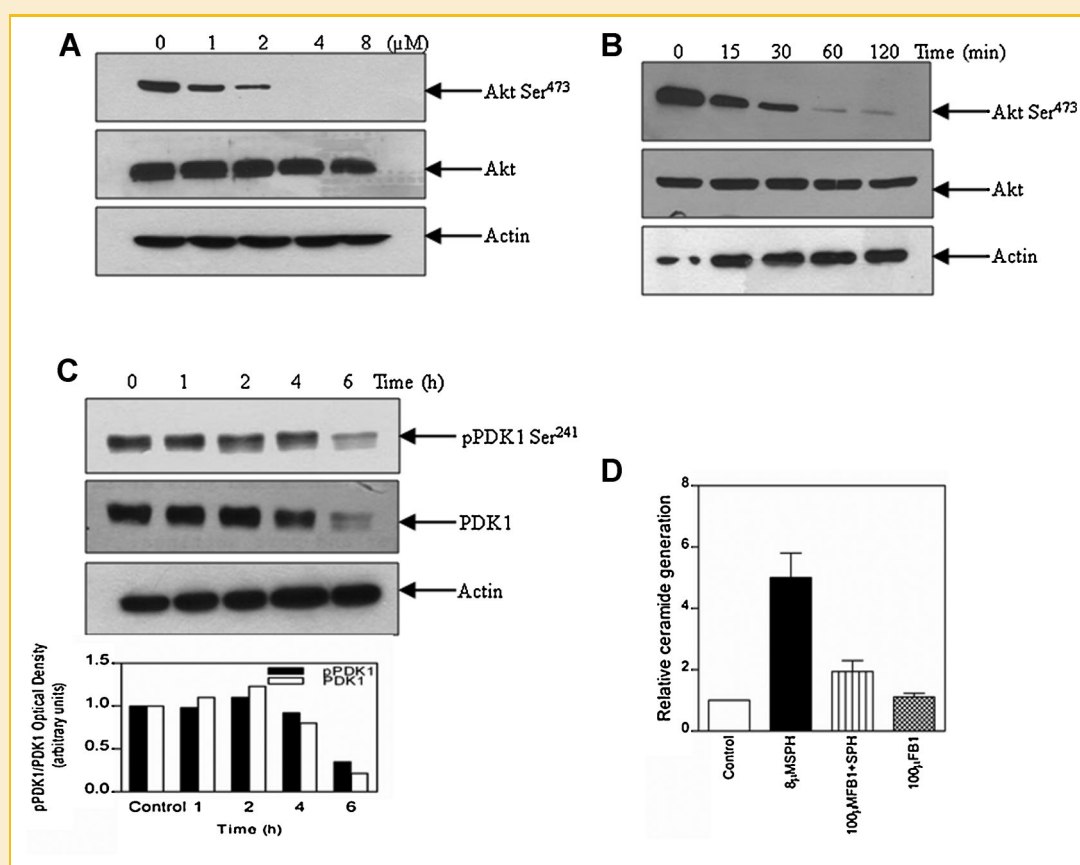 A
0 1 2 4 8 (μM)
Akt Ser473
Akt
Actin
B
0 15 30 60 120 Time (min)
Akt Ser473
Akt
Actin
C
0 1 2 4 6 Time (h)
pPDK1 Ser241
PDK1
Actin
pPDK1/PDK1 Optical Density
(arbitrary units)
1.5
1.0
0.5
0.0
pPDK1
PDK1
Control 1 2 4 6
Time (h)
D
Relative ceramide generation
8
6
4
2
0
Control
8μMSPH
100μMFB1+SPH
100μFB1